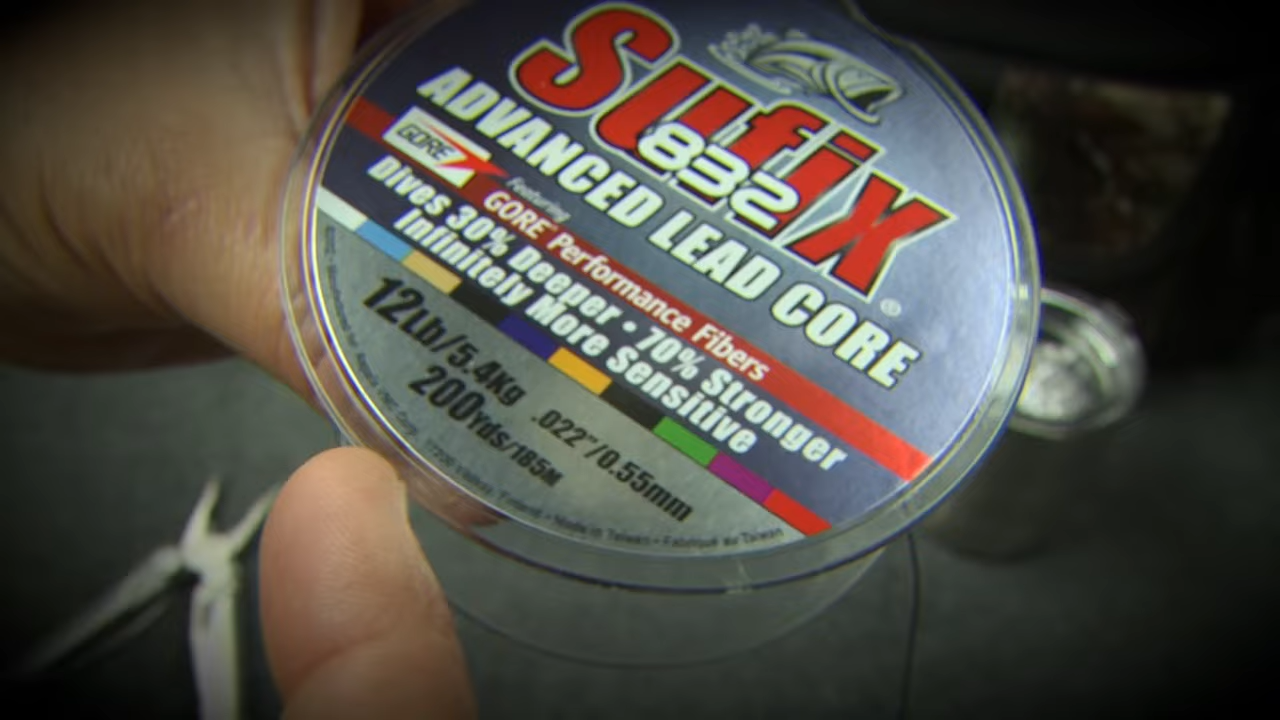 Sufix®
832
ADVANCED LEAD CORE
GORE
Featuring
GORE® Performance Fibers
Dives 30% Deeper • 70% Stronger
Infinitely More Sensitive
12Lb/5.4Kg .022"/0.55mm
200Yds/185M
Finland • Made in Taiwan • Fabriqué au Taiwan